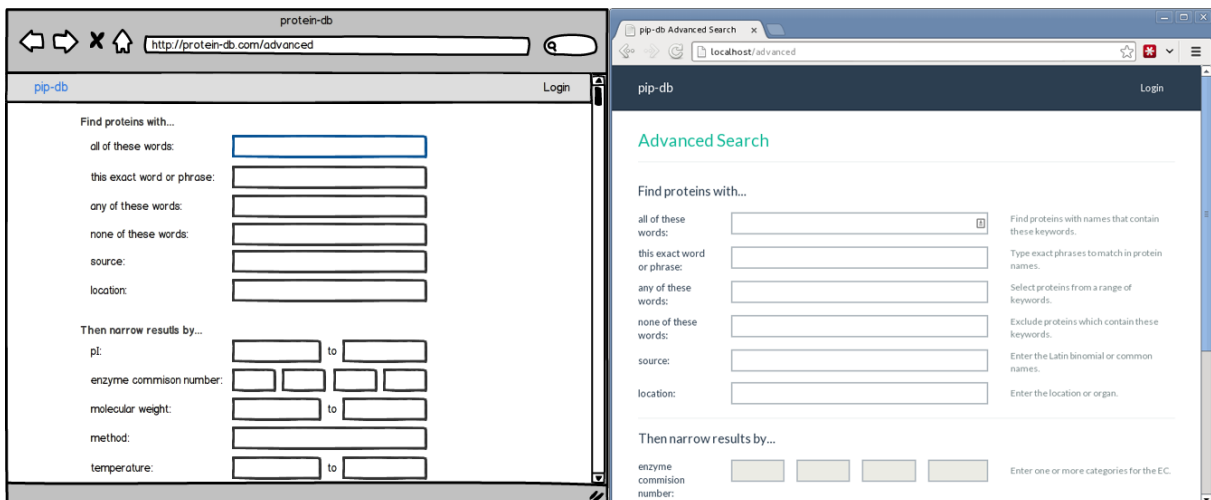 protein-db
http://protein-db.com/advanced
pip-db
Login
Find proteins with...
all of these words:
this exact word or phrase:
any of these words:
none of these words:
source:
location:
Then narrow resutls by...
pI:
to
enzyme commison number:
molecular weight:
to
method:
temperature:
to
pip-db Advanced Search
localhost/advanced
pip-db
Login
Advanced Search
Find proteins with...
all of these
words:
Find proteins with names that contain
these keywords.
this exact word
or phrase:
Type exact phrases to match in protein
names.
any of these
words:
Select proteins from a range of
keywords.
none of these
words:
Exclude proteins which contain these
keywords.
source:
Enter the Latin binomial or common
names.
location:
Enter the location or organ.
Then narrow results by...
enzyme
commision
number:
Enter one or more categories for the EC.